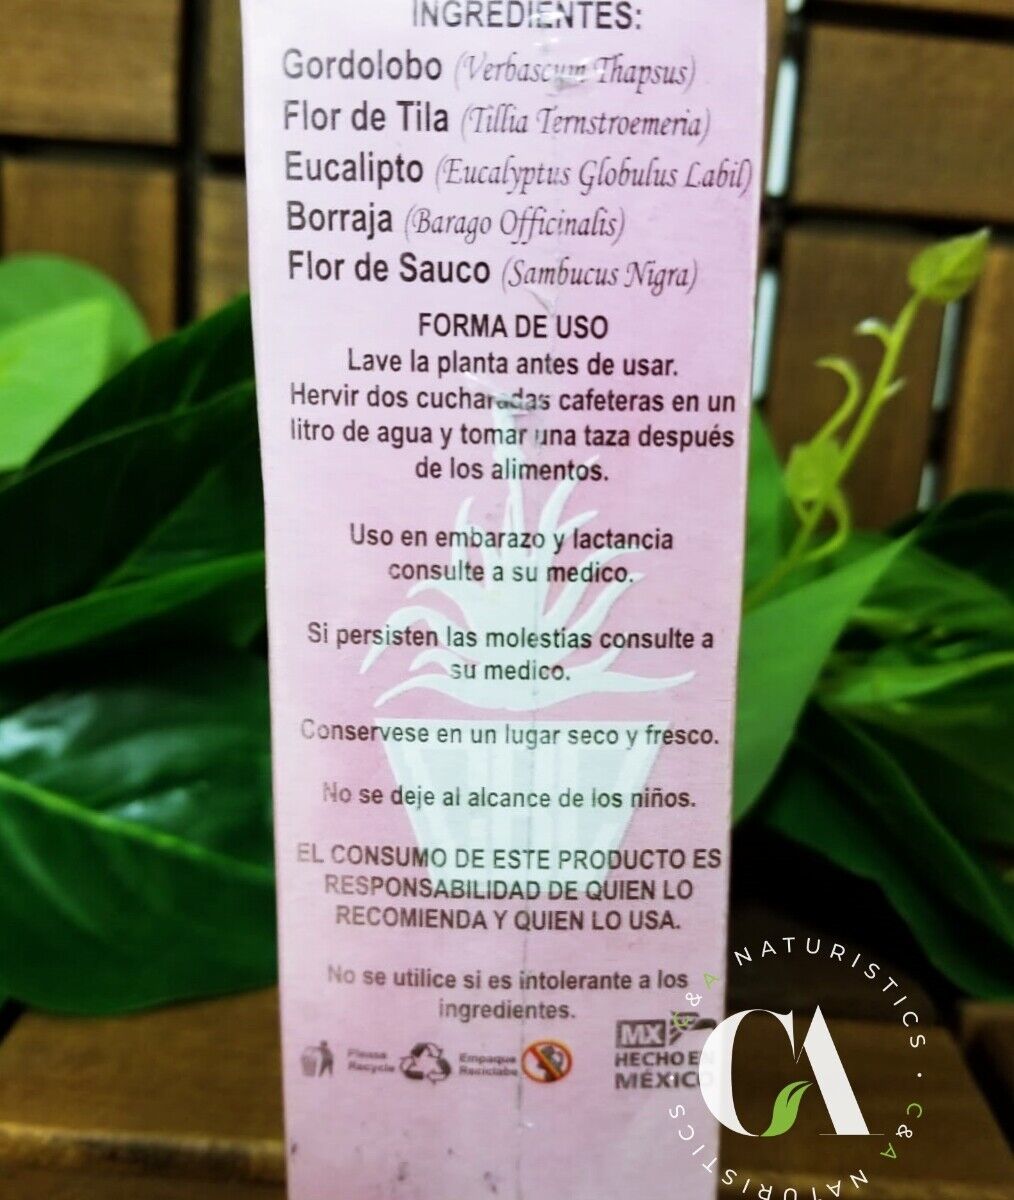 INGREDIENTES:
Gordolobo (Verbascum Thapsus)
Flor de Tila (Tillia Ternstroemeria)
Eucalipto (Eucalyptus Globulus Labil)
Borraja (Barago Officinalis)
Flor de Sauco (Sambucus Nigra)
FORMA DE USO
Lave la planta antes de usar.
Hervir dos cucharadas cafeteras en un
litro de agua y tomar una taza después
de los alimentos.
Uso en embarazo y lactancia
consulte a su medico.
Si persisten las molestias consulte a
su medico.
Conservese en un lugar seco y fresco.
No se deje al alcance de los niños.
EL CONSUMO DE ESTE PRODUCTO ES
RESPONSABILIDAD DE QUIEN LO
RECOMIENDA Y QUIEN LO USA.
No se utilice si es intolerante a los
ingredientes.
Please
Recycle
Empaque
Reciclabe
MX
HECHO EN
MÉXICO
CA
C&A NATURISTICS · C&A NATURISTICS